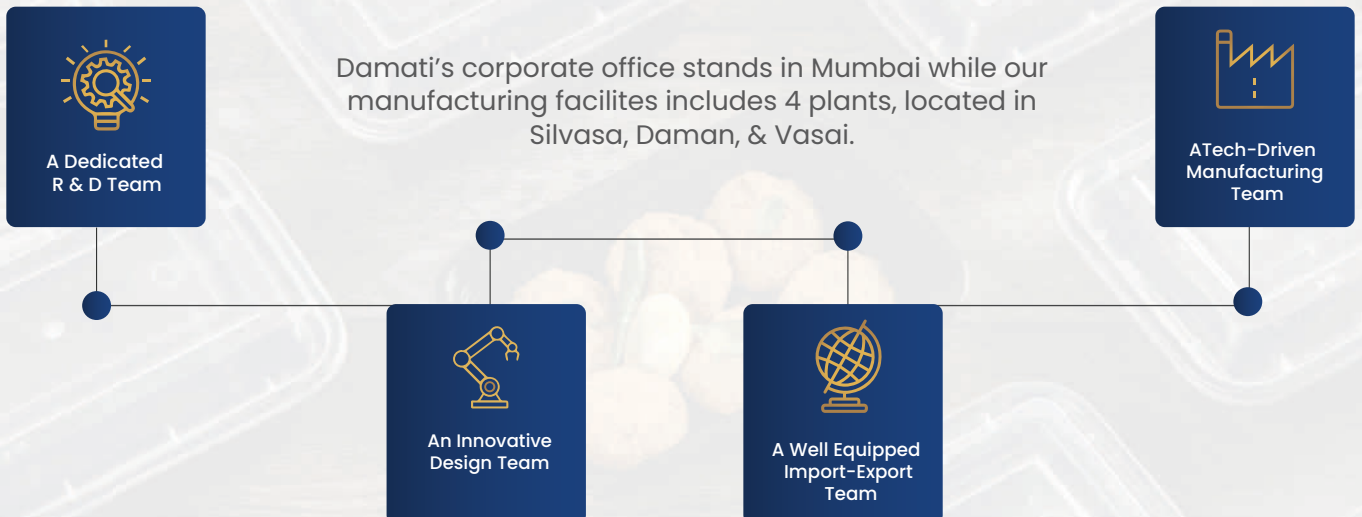 Damati's corporate office stands in Mumbai while our
manufacturing facilites includes 4 plants, located in
Silvasa, Daman, & Vasai.
A Dedicated
R & D Team
An Innovative
Design Team
A Well Equipped
Import-Export
Team
ATech-Driven
Manufacturing
Team